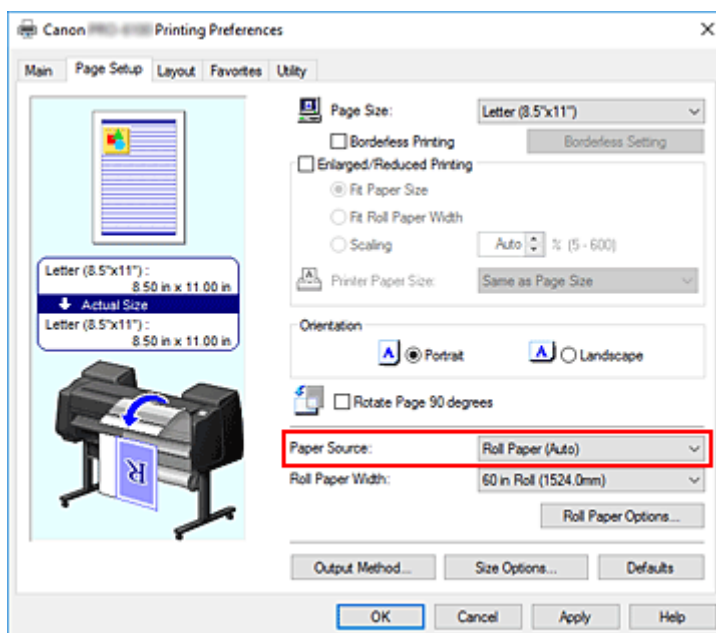 Canon Printing Preferences
Main Page Setup Layout Favorites Utility
Page Size: Letter (8.5"x11")
Borderless Printing Borderless Setting
Enlarged/Reduced Printing
Fit Paper Size
Fit Roll Paper Width
Scaling Auto % (5 - 600)
Printer Paper Size: Same as Page Size
Letter (8.5"x11") :
8.50 in x 11.00 in
Actual Size
Letter (8.5"x11") :
8.50 in x 11.00 in
Orientation
A Portrait A Landscape
Rotate Page 90 degrees
Paper Source: Roll Paper (Auto)
Roll Paper Width: 60 in Roll (1524.0mm)
R
Roll Paper Options...
Output Method... Size Options... Defaults
OK Cancel Apply Help